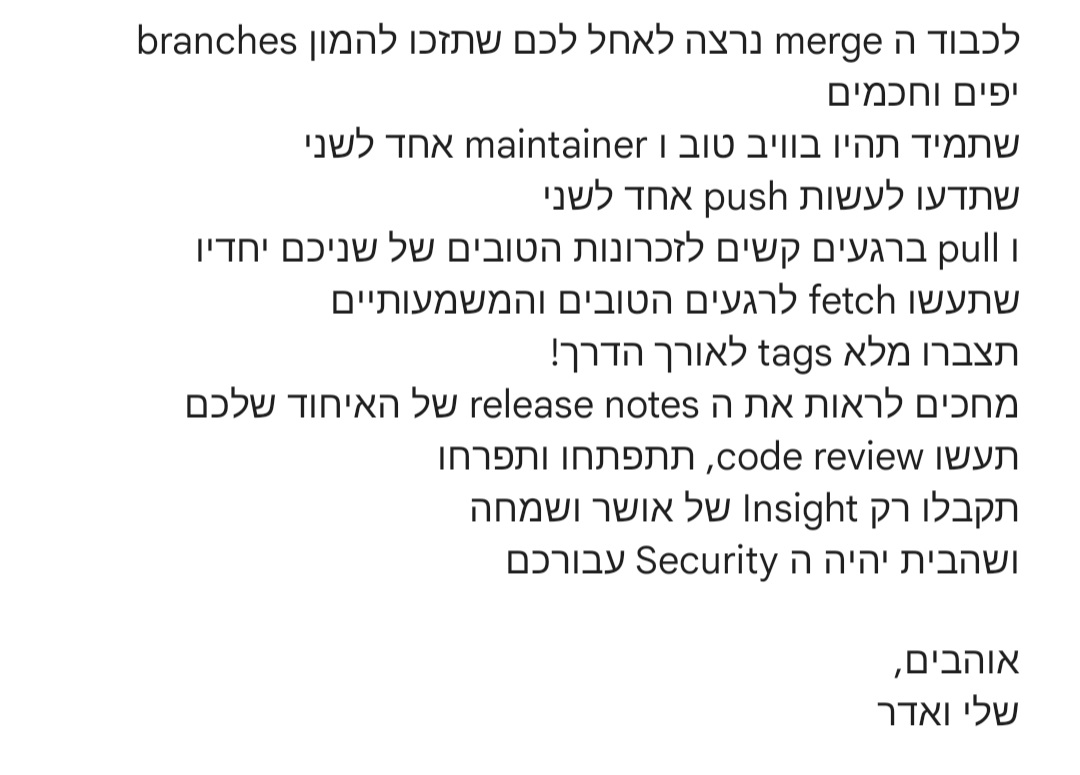 לכבוד ה merge נרצה לאחל לכם שתזכו להמון branches
יפים וחכמים
שתמיד תהיו בוויב טוב ו maintainer אחד לשני
שתדעו לעשות push אחד לשני
ו pull ברגעים קשים לזכרונות הטובים של שניכם יחדיו
שתעשו fetch לרגעים הטובים והמשמעותיים
תצברו מלא tags לאורך הדרך!
מחכים לראות את ה release notes של האיחוד שלכם
תעשו code review, תתפתחו ותפרחו
תקבלו רק Insight של אושר ושמחה
ושהבית יהיה ה Security עבורכם
אוהבים,
שלי ואדר